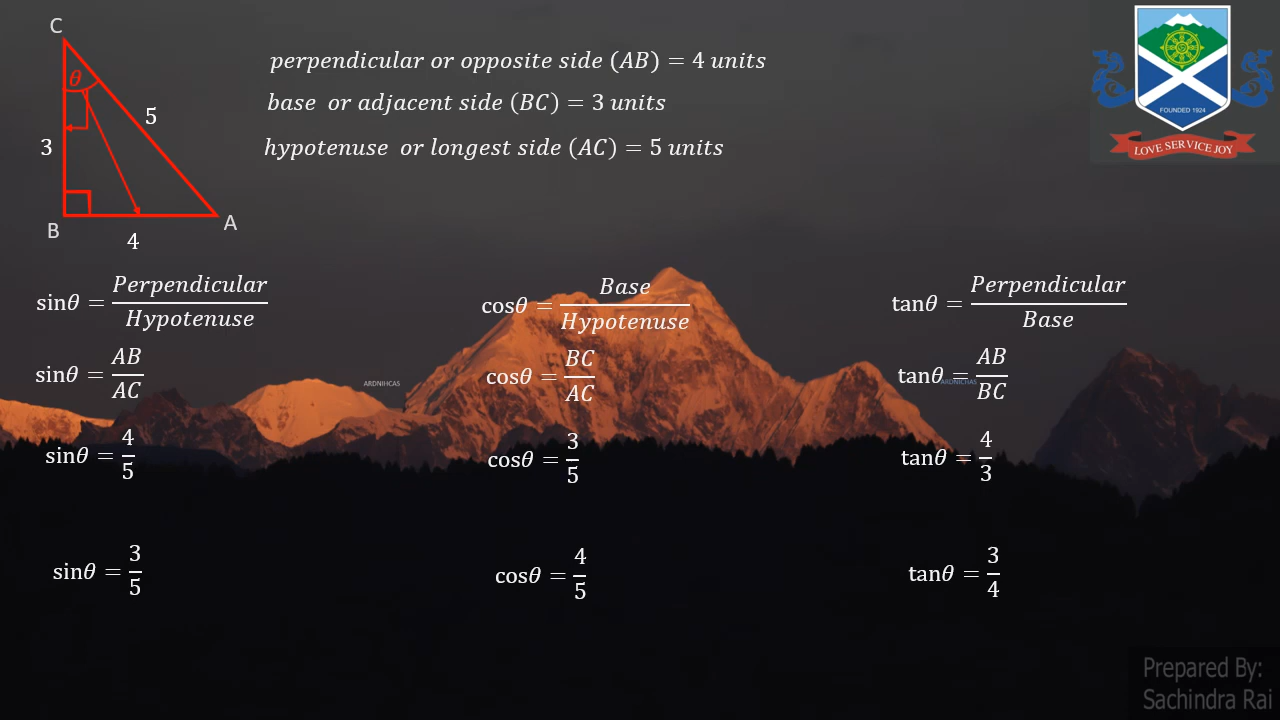 C
θ
perpendicular or opposite side (AB) = 4 units
base or adjacent side (BC) = 3 units
hypotenuse or longest side (AC) = 5 units
5
3
B
A
4
FOUNDED 1924
LOVE SERVICE JOY
sinθ = Perpendicular/Hypotenuse
cosθ = Base/Hypotenuse
tanθ = Perpendicular/Base
sinθ = AB/AC
cosθ = BC/AC
tanθ = AB/BC
ARDNIHCAS
ARDNICHAS
sinθ = 4/5
cosθ = 3/5
tanθ = 4/3
sinθ = 3/5
cosθ = 4/5
tanθ = 3/4
Prepared By:
Sachindra Rai